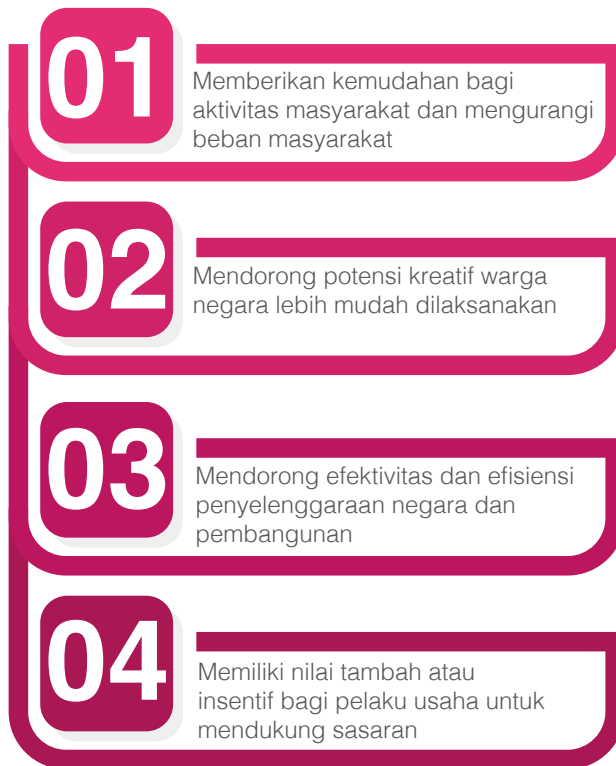 01
Memberikan kemudahan bagi
aktivitas masyarakat dan mengurangi
beban masyarakat
02
Mendorong potensi kreatif warga
negara lebih mudah dilaksanakan
03
Mendorong efektivitas dan efisiensi
penyelenggaraan negara dan
pembangunan
04
Memiliki nilai tambah atau
insentif bagi pelaku usaha untuk
mendukung sasaran